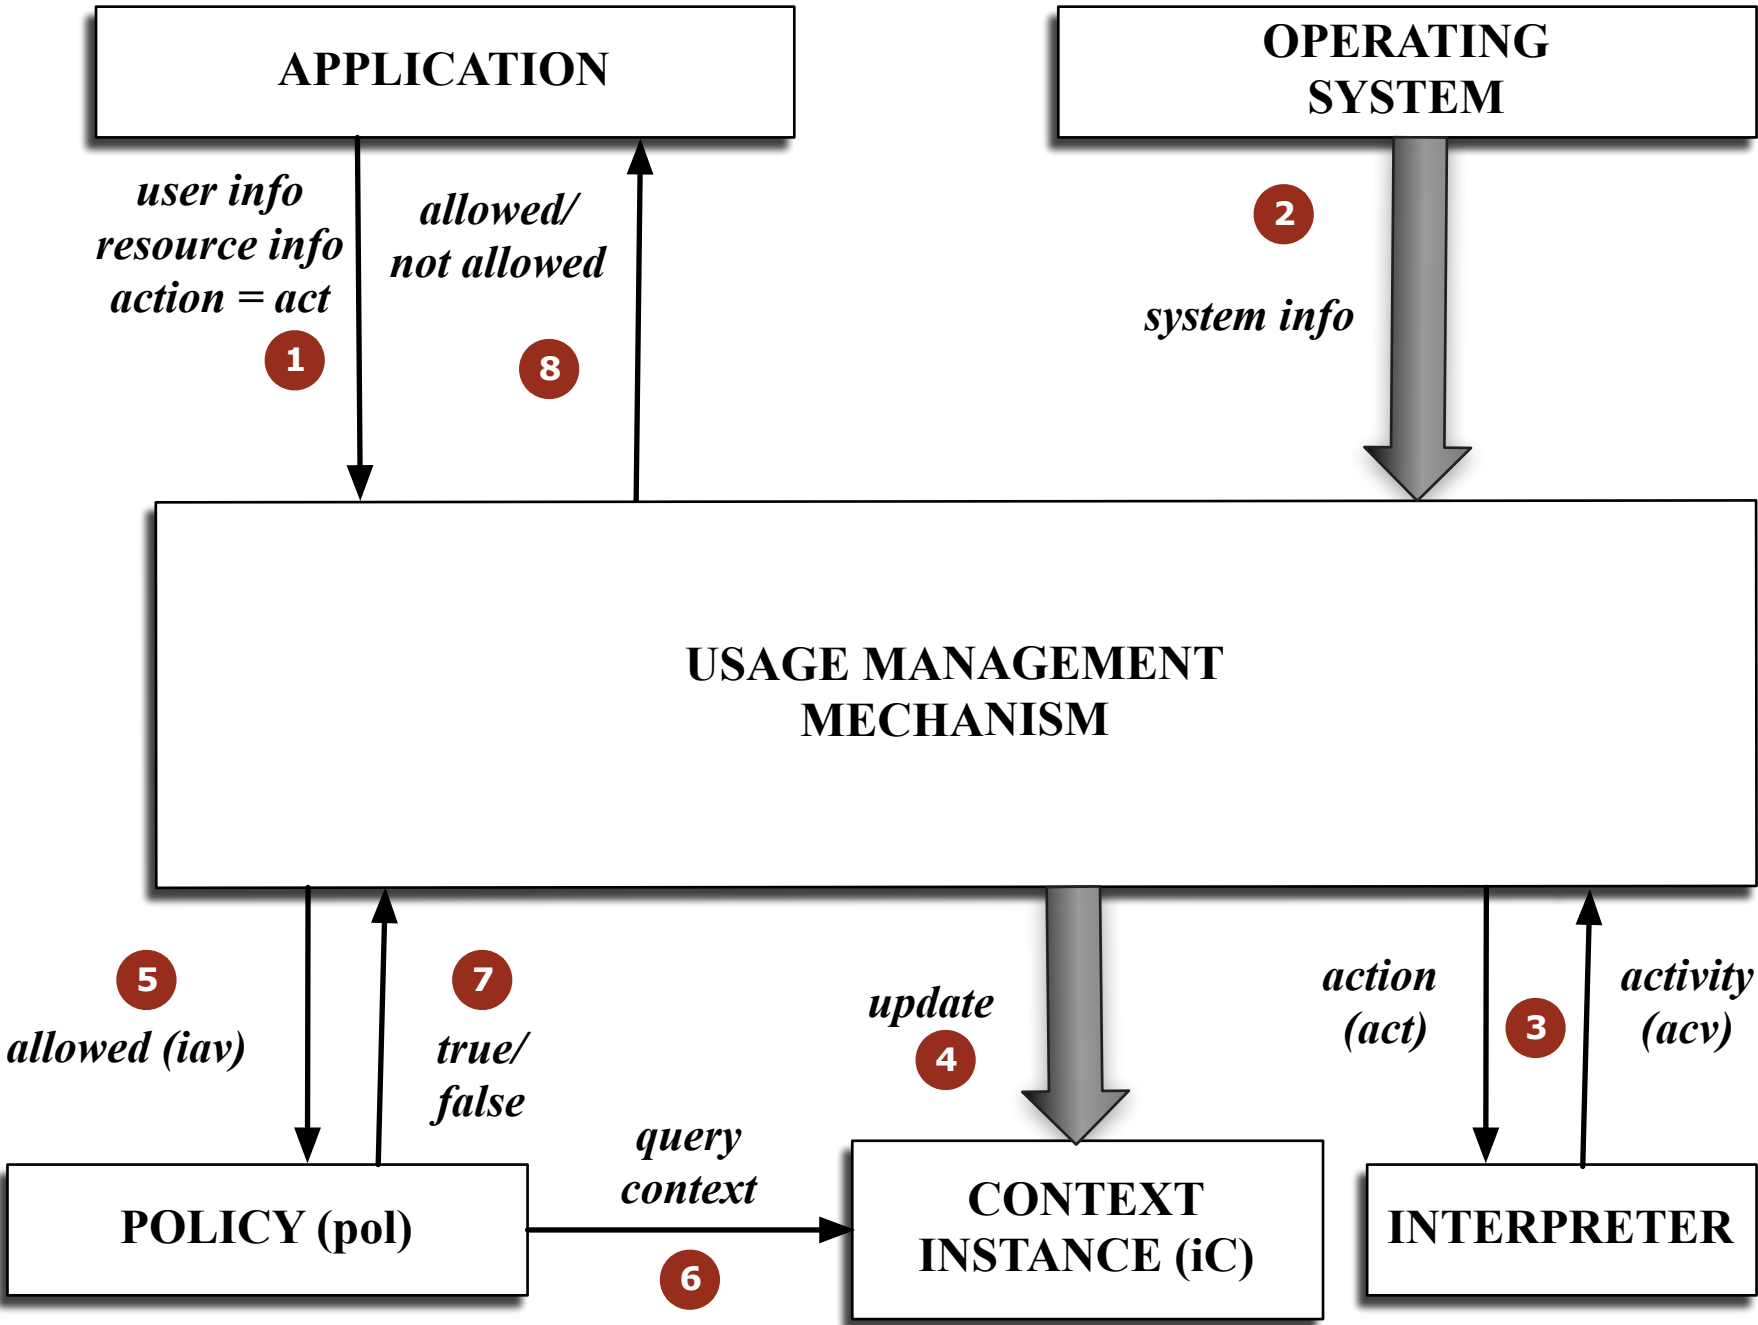 APPLICATION
OPERATING
SYSTEM
user info
resource info
action = act
1
allowed/
not allowed
8
2
system info
USAGE MANAGEMENT
MECHANISM
5
allowed (iav)
7
true/
false
update
4
action
(act)
3
activity
(acv)
query
context
6
POLICY (pol)
CONTEXT
INSTANCE (iC)
INTERPRETER